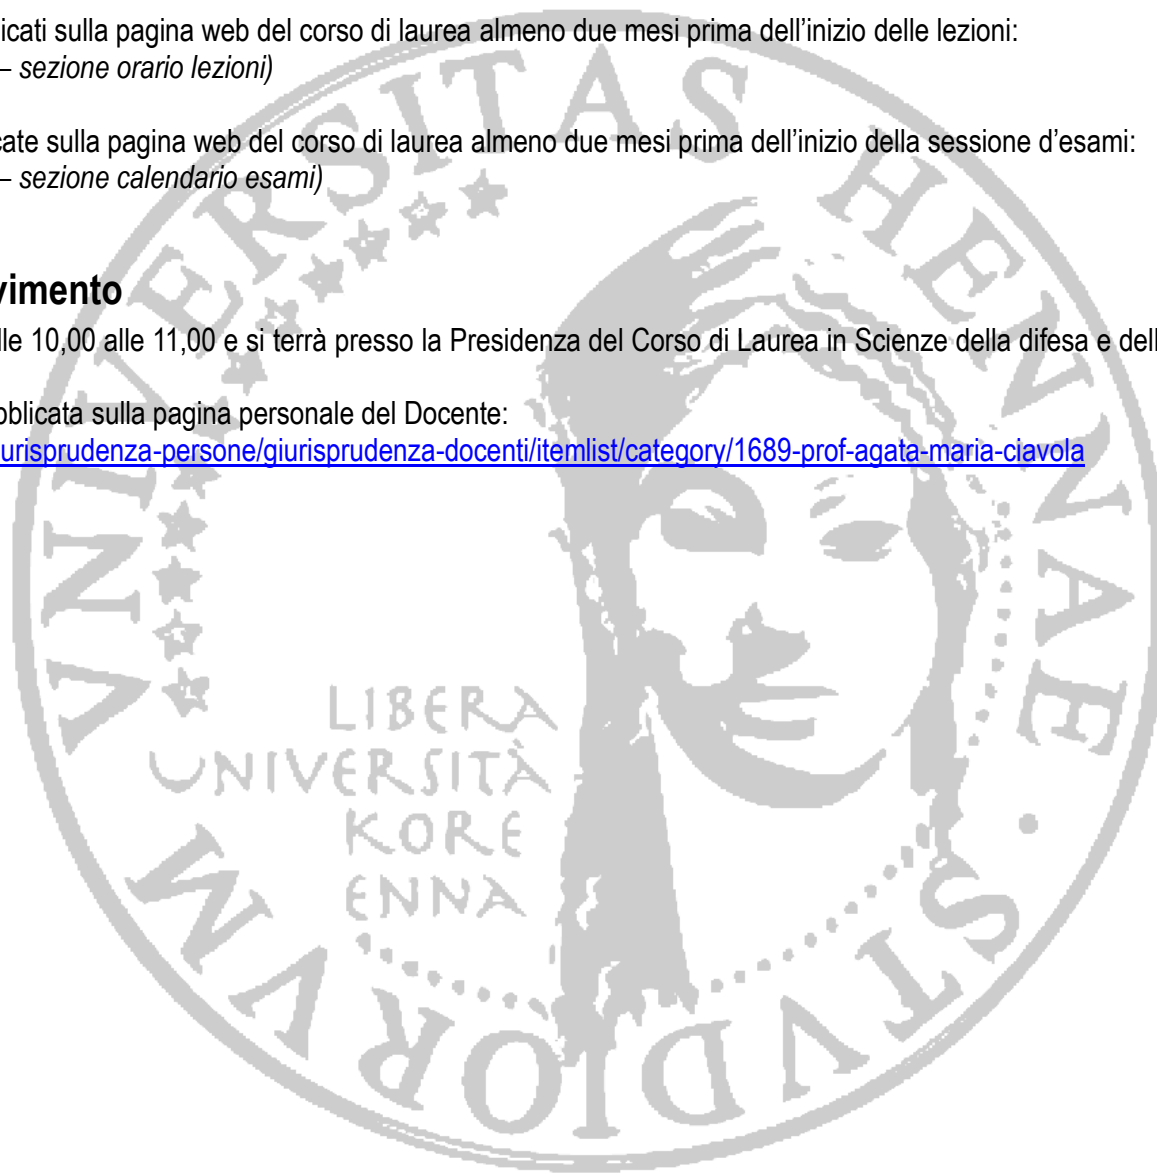 icati sulla pagina web del corso di laurea almeno due mesi prima dell’inizio delle lezioni:
– sezione orario lezioni)
cate sulla pagina web del corso di laurea almeno due mesi prima dell’inizio della sessione d’esami:
– sezione calendario esami)
vimento
lle 10,00 alle 11,00 e si terrà presso la Presidenza del Corso di Laurea in Scienze della difesa e dell
bblicata sulla pagina personale del Docente:
urisprudenza-persone/giurisprudenza-docenti/itemlist/category/1689-prof-agata-maria-ciavola
VNIVERSITAS HENNAE · STVDIORVM
LIBERA
UNIVERSITÀ
KORE
ENNA